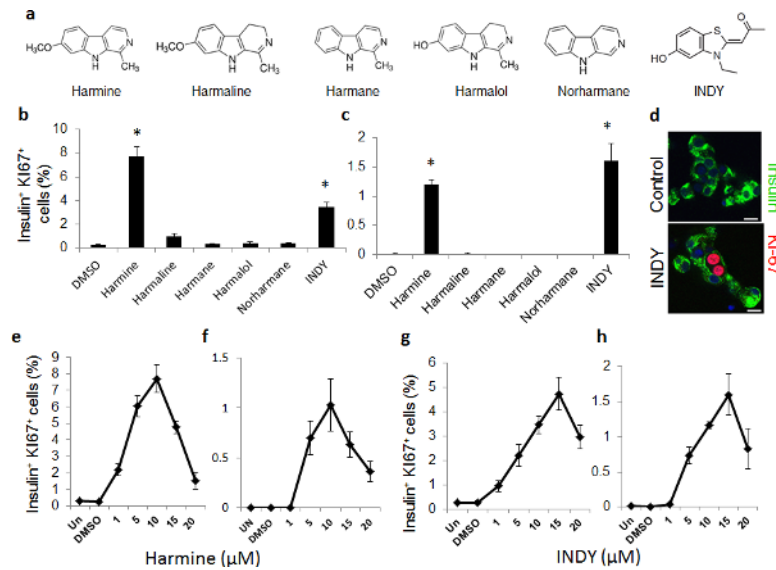 a
H₃CO N N H CH₃
H₃CO N N H CH₃
N N H CH₃
HO N N H CH₃
N N H
HO S N O
Harmine Harmaline Harmane Harmalol Norharmane INDY
b
Insulin⁺ KI67⁺
cells (%)
10
8
6
4
2
0
* *
DMSO Harmine Harmaline Harmane Harmalol Norharmane INDY
c
2
1.5
1
0.5
0
* *
DMSO Harmine Harmaline Harmane Harmalol Norharmane INDY
d
Control
INDY
Insulin
KI-67
e
Insulin⁺ KI67⁺ cells (%)
9
8
7
6
5
4
3
2
1
0
Un DMSO 1 5 10 15 20
f
1.5
1
0.5
0
UN DMSO 1 5 10 15 20
Harmine (µM)
g
Insulin⁺ KI67⁺ cells (%)
6
5
4
3
2
1
0
Un DMSO 1 5 10 15 20
h
2
1.5
1
0.5
0
Un DMSO 1 5 10 15 20
INDY (µM)